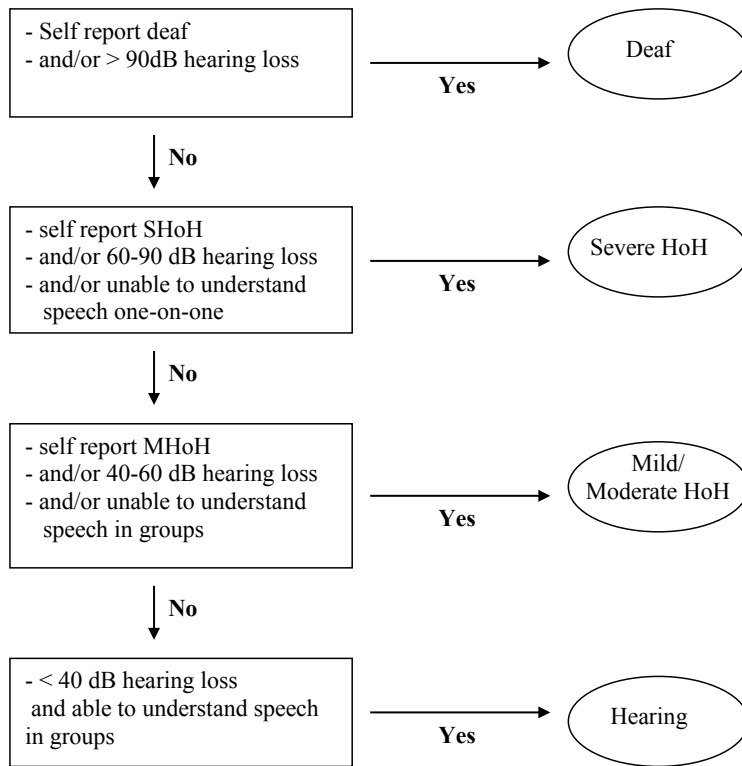 - Self report deaf
- and/or > 90dB hearing loss
Yes
Deaf
No
- self report SHoH
- and/or 60-90 dB hearing loss
- and/or unable to understand
speech one-on-one
Yes
Severe HoH
No
- self report MHoH
- and/or 40-60 dB hearing loss
- and/or unable to understand
speech in groups
Yes
Mild/
Moderate HoH
No
- < 40 dB hearing loss
and able to understand speech
in groups
Yes
Hearing